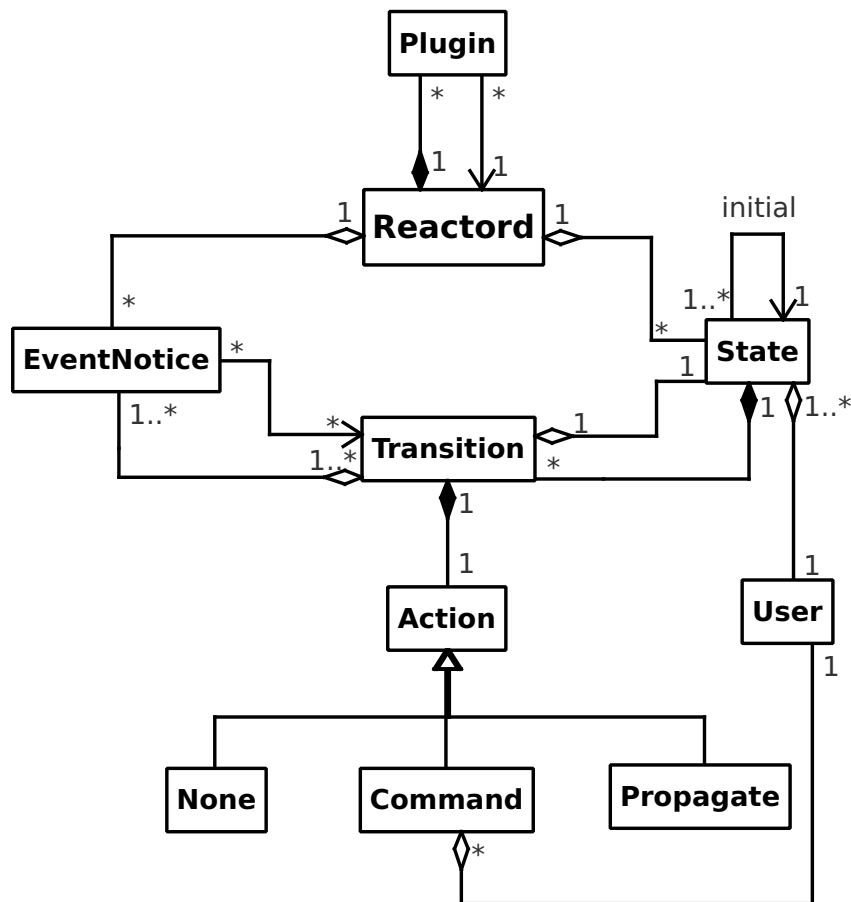 Plugin
* *
1 1
1 Reactord 1
initial
* 1..* 1
*
EventNotice * State
1
1..* * 1 1 1..*
1..* Transition *
1
1 1
Action User
1
None Command Propagate
*